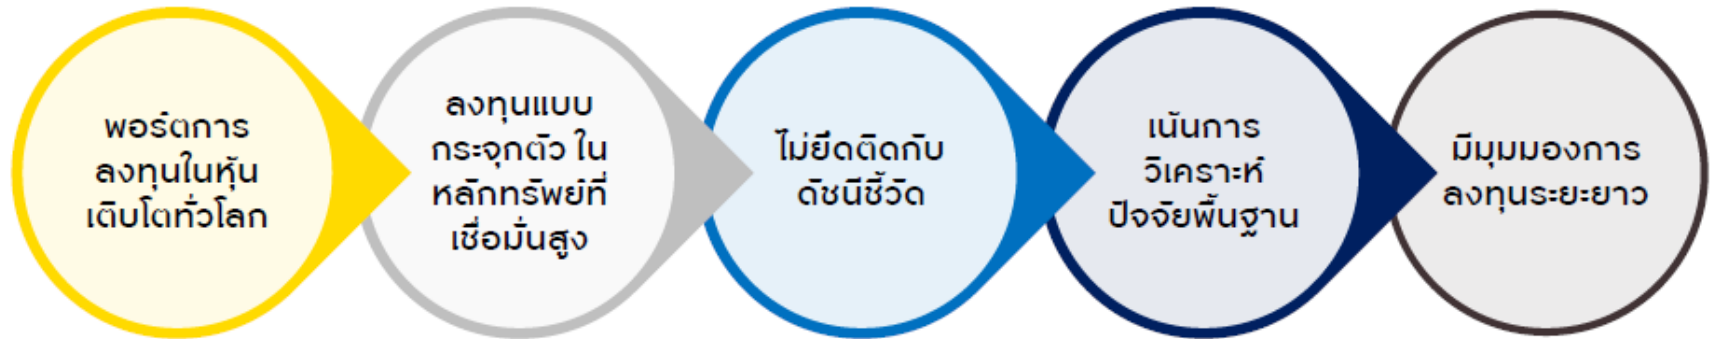 พอร์ตการ
ลงทุนในหุ้น
เติบโตทั่วโลก
ลงทุนแบบ
กระจุกตัว ใน
หลักทรัพย์ที่
เชื่อมั่นสูง
ไม่ยึดติดกับ
ดัชนีชี้วัด
เน้นการ
วิเคราะห์
ปัจจัยพื้นฐาน
มีมุมมองการ
ลงทุนระยะยาว